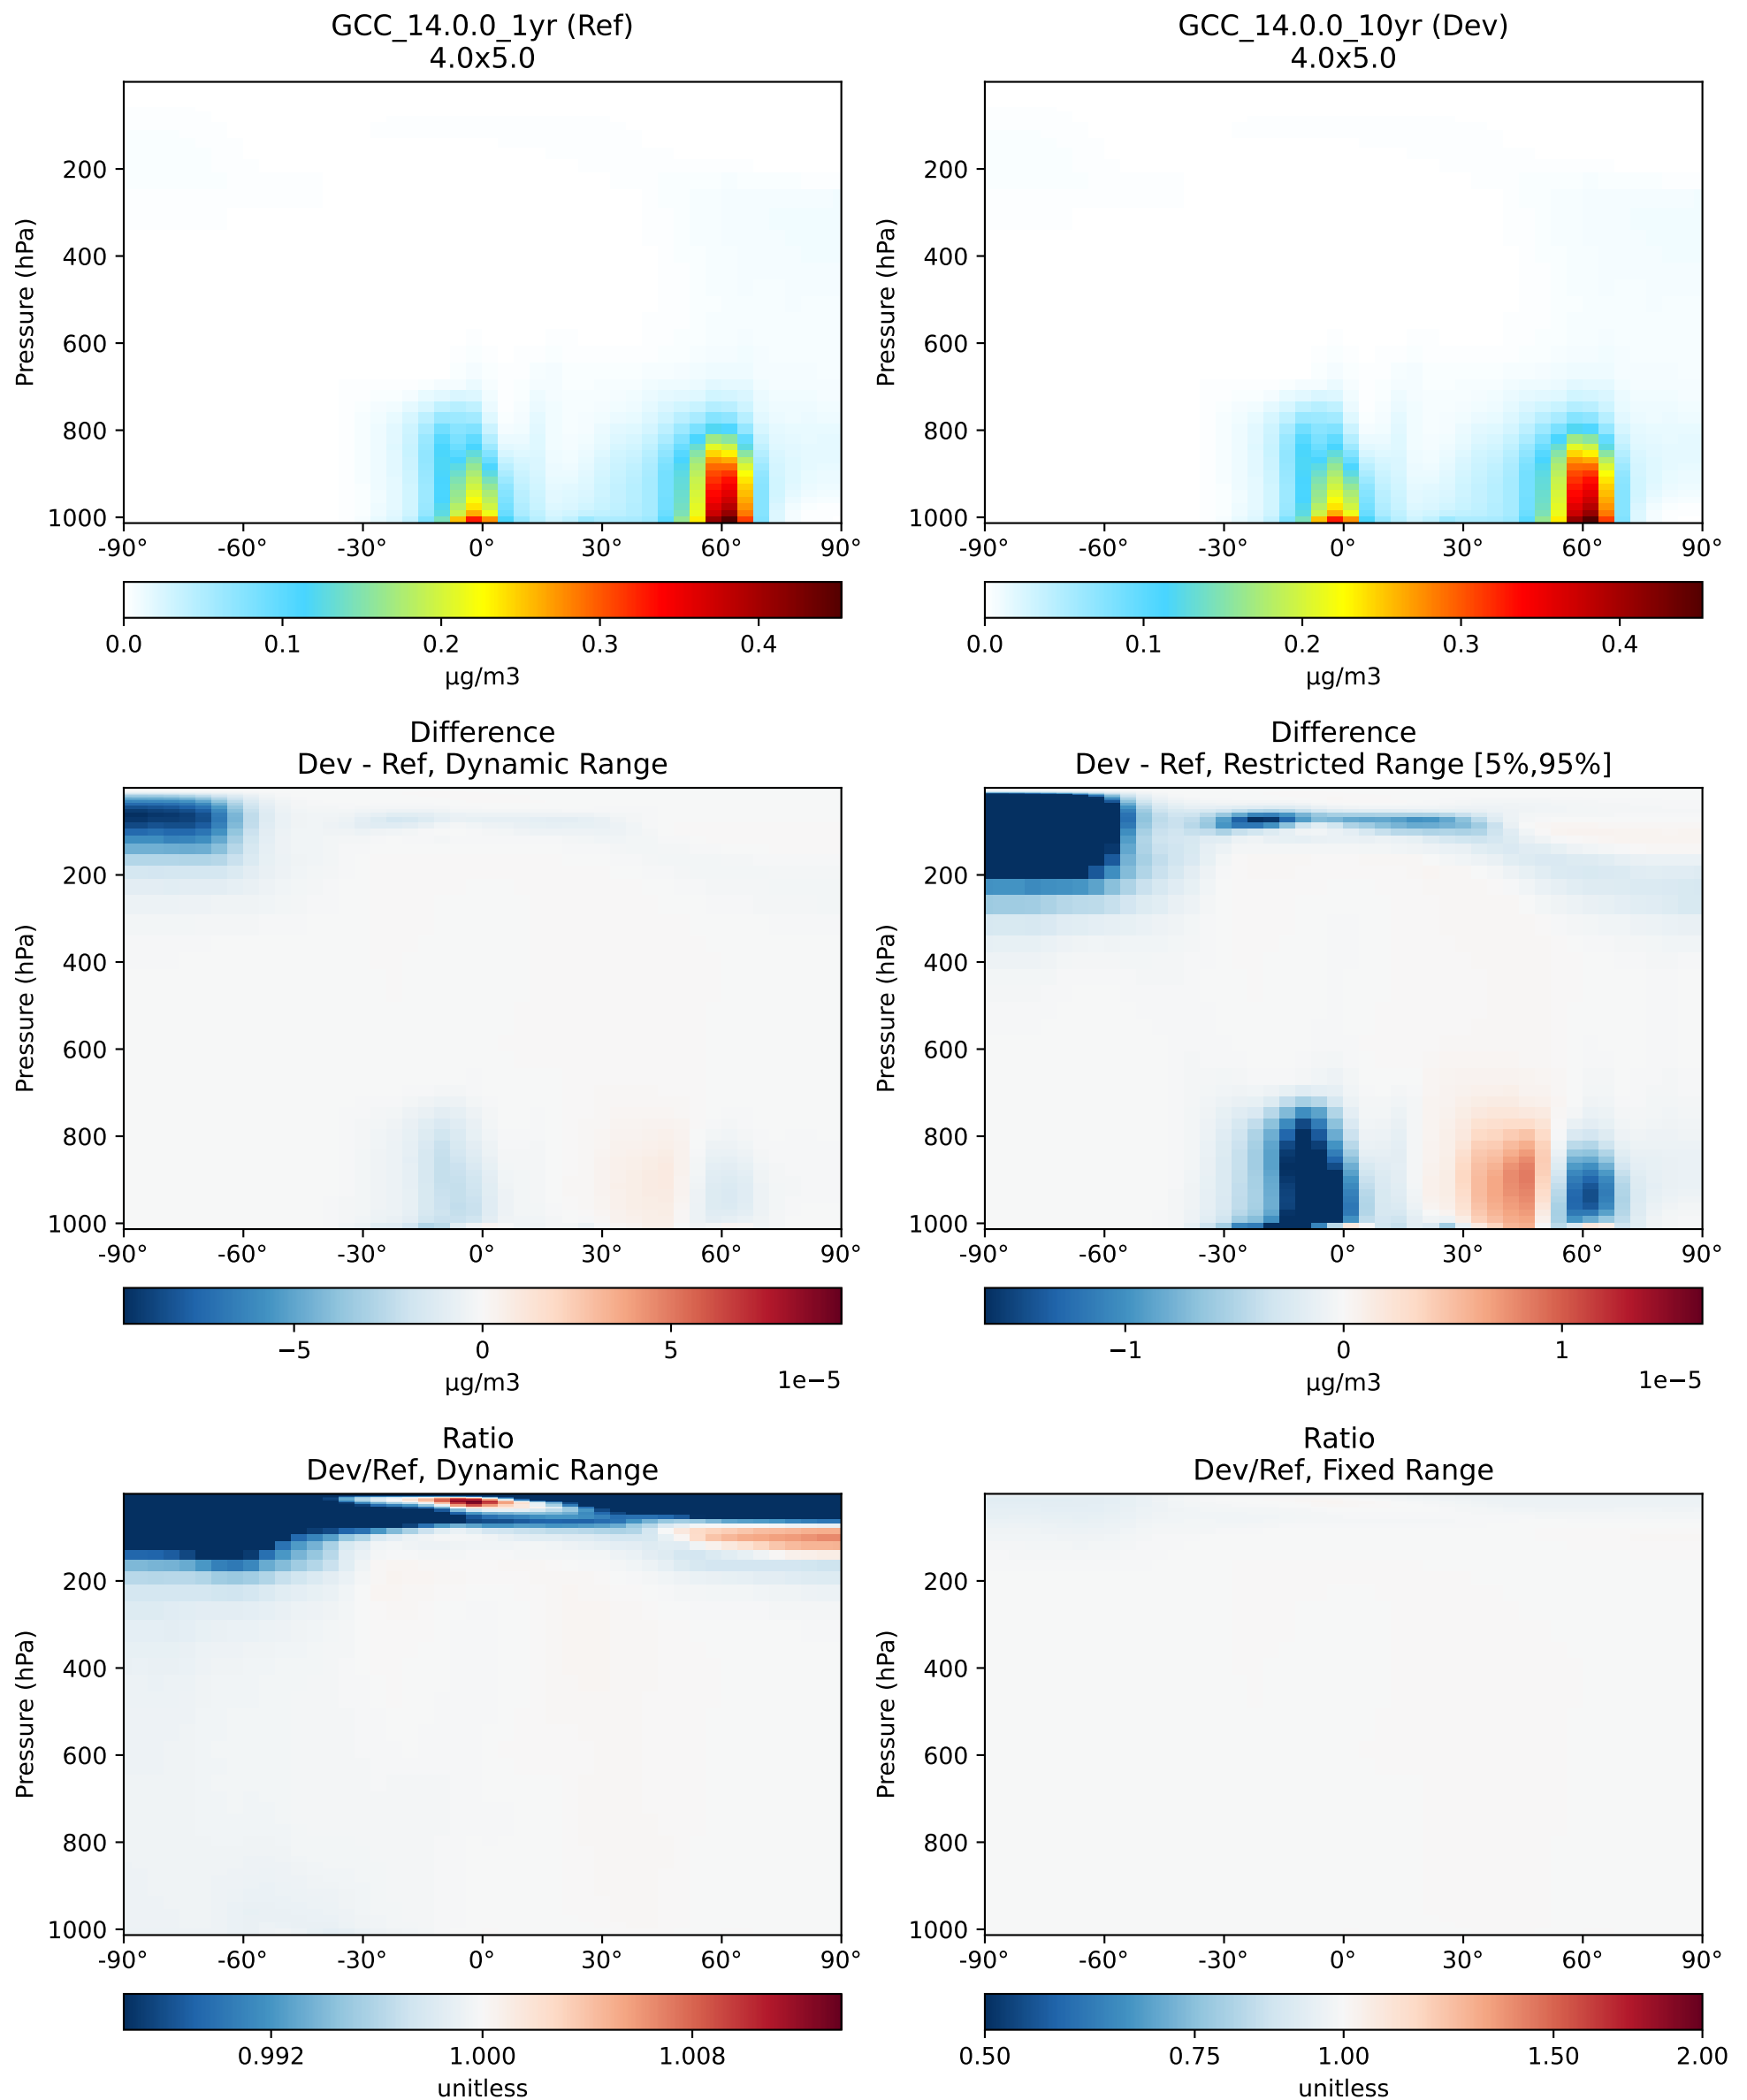 GCC_14.0.0_1yr (Ref)
4.0x5.0
GCC_14.0.0_10yr (Dev)
4.0x5.0
Pressure (hPa)
200
400
600
800
1000
-90° -60° -30° 0° 30° 60° 90°
0.0 0.1 0.2 0.3 0.4
μg/m3
Pressure (hPa)
200
400
600
800
1000
-90° -60° -30° 0° 30° 60° 90°
0.0 0.1 0.2 0.3 0.4
μg/m3
Difference
Dev - Ref, Dynamic Range
Pressure (hPa)
200
400
600
800
1000
-90° -60° -30° 0° 30° 60° 90°
−5 0 5
μg/m3 1e−5
Difference
Dev - Ref, Restricted Range [5%,95%]
Pressure (hPa)
200
400
600
800
1000
-90° -60° -30° 0° 30° 60° 90°
−1 0 1
μg/m3 1e−5
Ratio
Dev/Ref, Dynamic Range
Pressure (hPa)
200
400
600
800
1000
-90° -60° -30° 0° 30° 60° 90°
0.992 1.000 1.008
unitless
Ratio
Dev/Ref, Fixed Range
Pressure (hPa)
200
400
600
800
1000
-90° -60° -30° 0° 30° 60° 90°
0.50 0.75 1.00 1.50 2.00
unitless